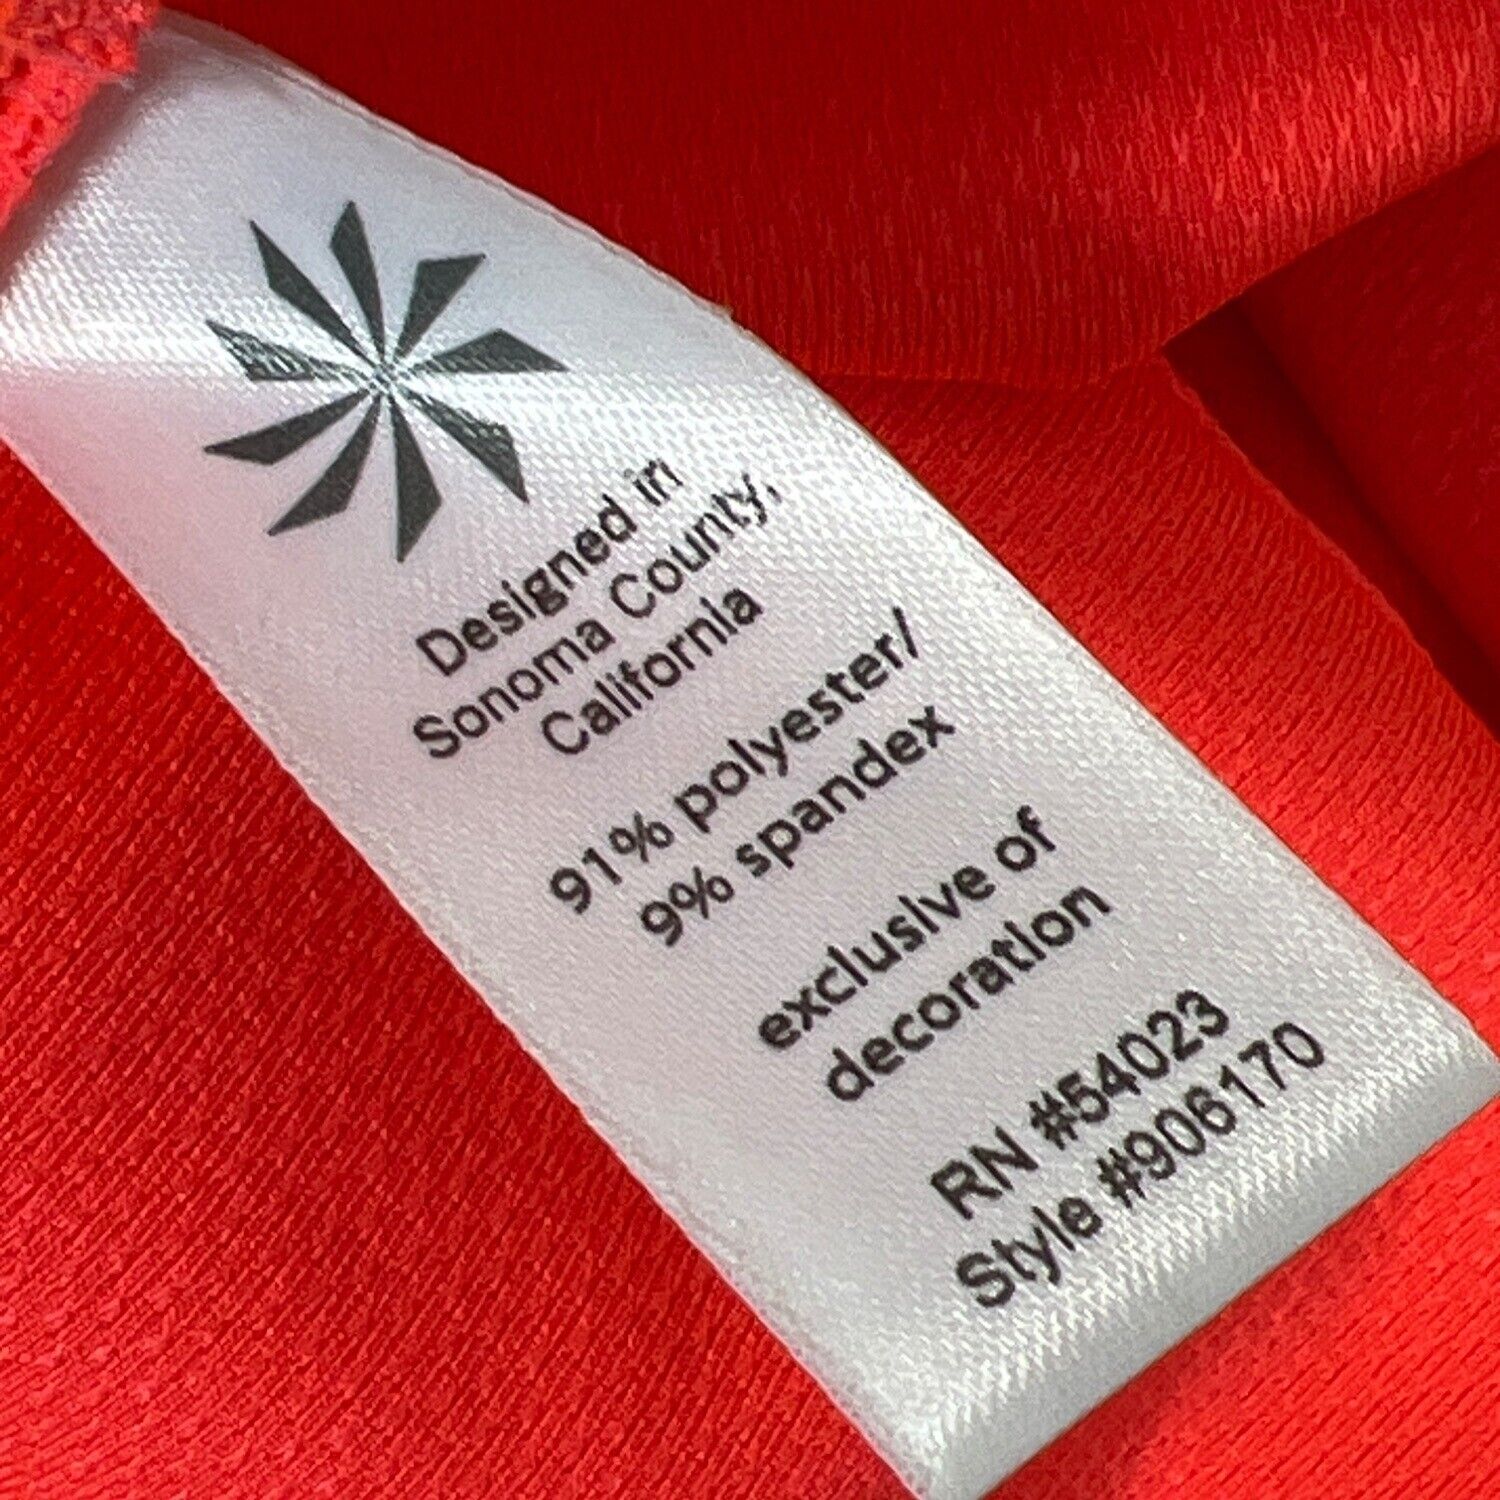 Designed in
Sonoma County,
California
91% polyester/
9% spandex
exclusive of
decoration
RN #54023
Style #906170